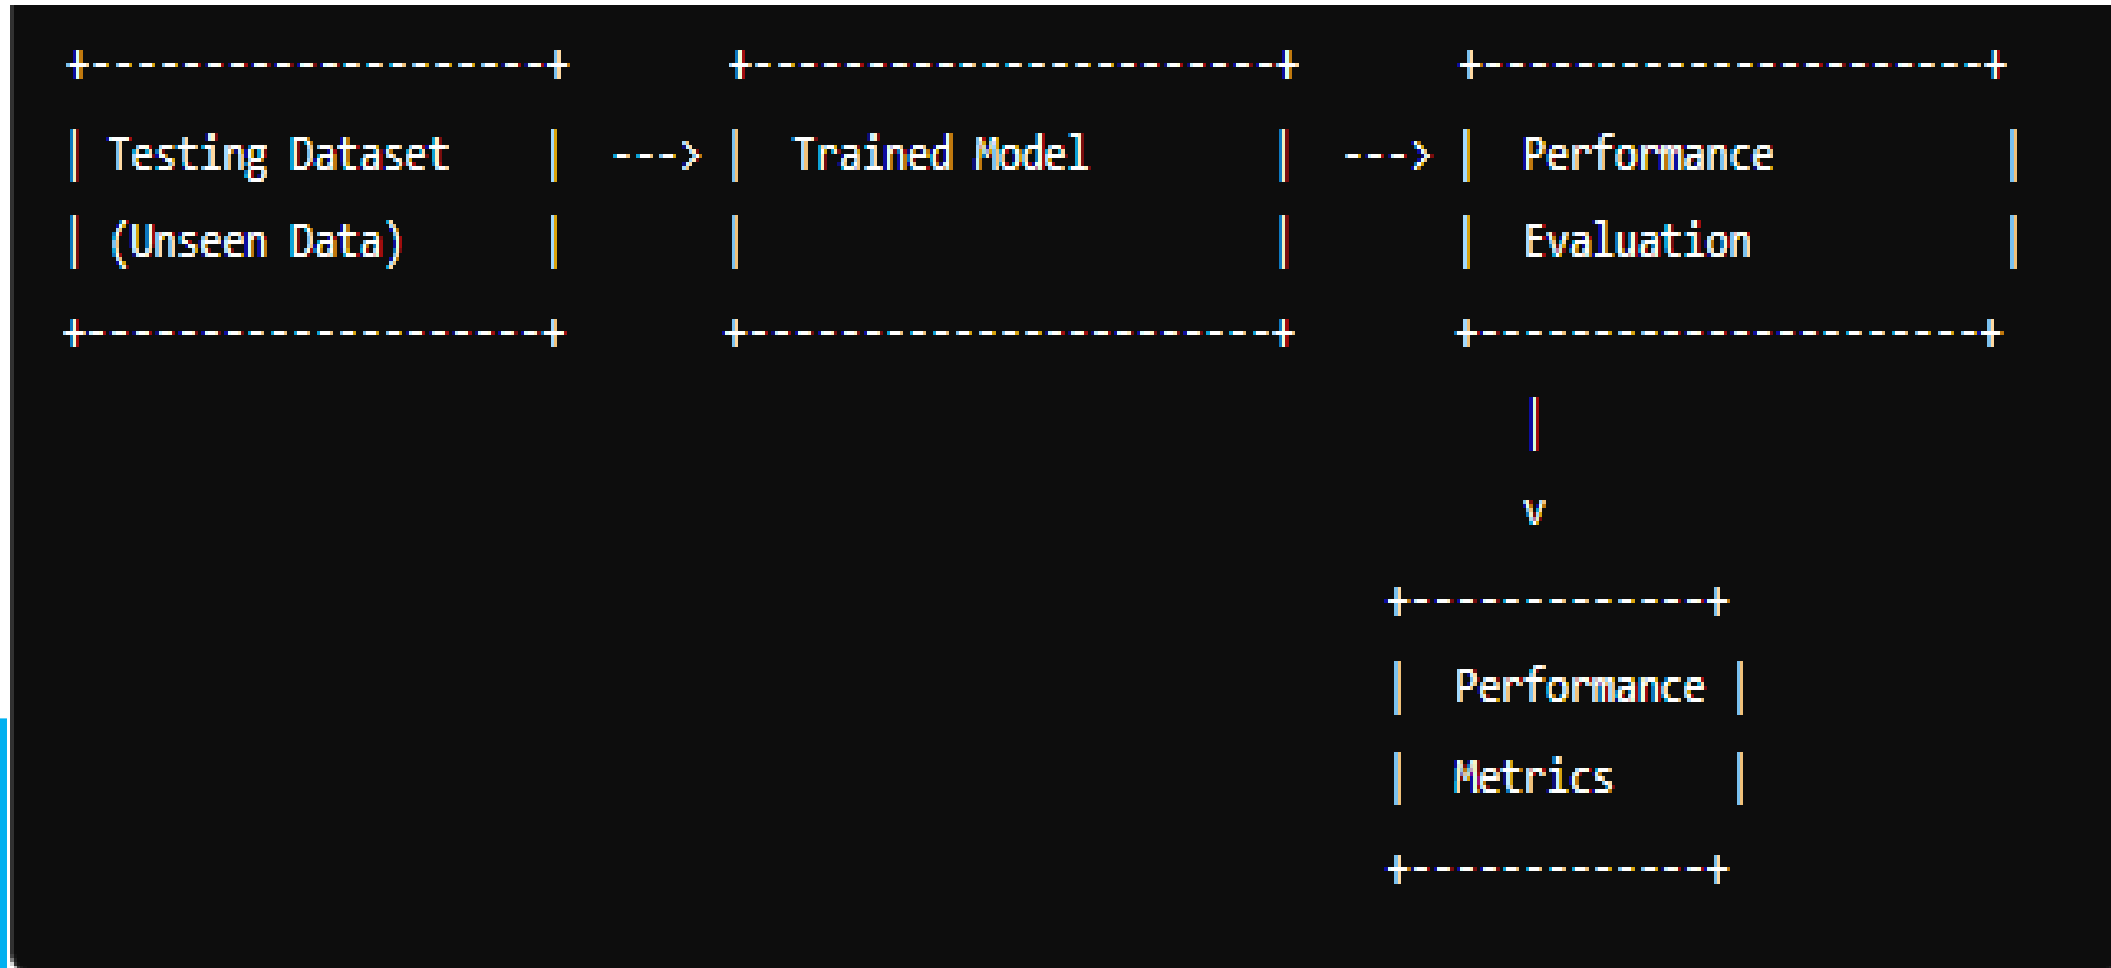 +--------------------+      +-----------------------+      +----------------------+
| Testing Dataset    | ---> |  Trained Model        | ---> |  Performance         |
| (Unseen Data)      |      |                       |      |  Evaluation          |
+--------------------+      +-----------------------+      +----------------------+
|
v
+-------------+
|  Performance |
|  Metrics     |
+-------------+